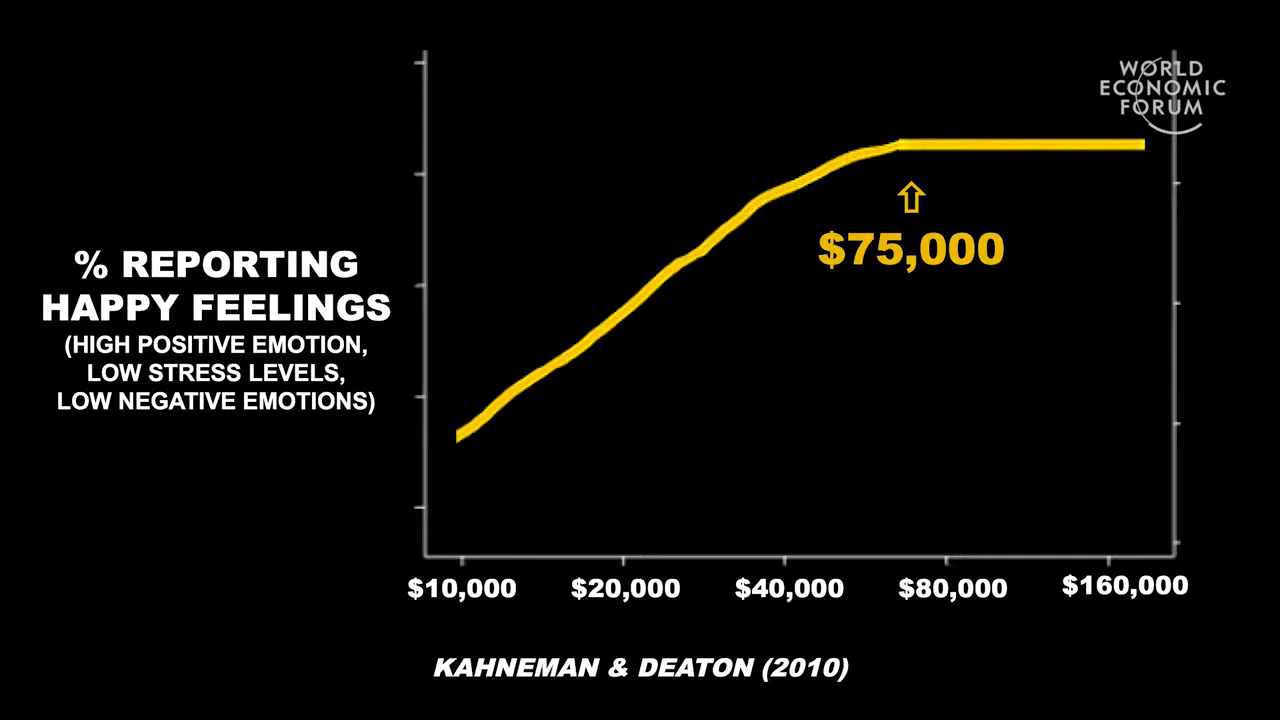 WORLD
ECONOMIC
FORUM
$75,000
% REPORTING
HAPPY FEELINGS
(HIGH POSITIVE EMOTION,
LOW STRESS LEVELS,
LOW NEGATIVE EMOTIONS)
$10,000 $20,000 $40,000 $80,000 $160,000
KAHNEMAN & DEATON (2010)